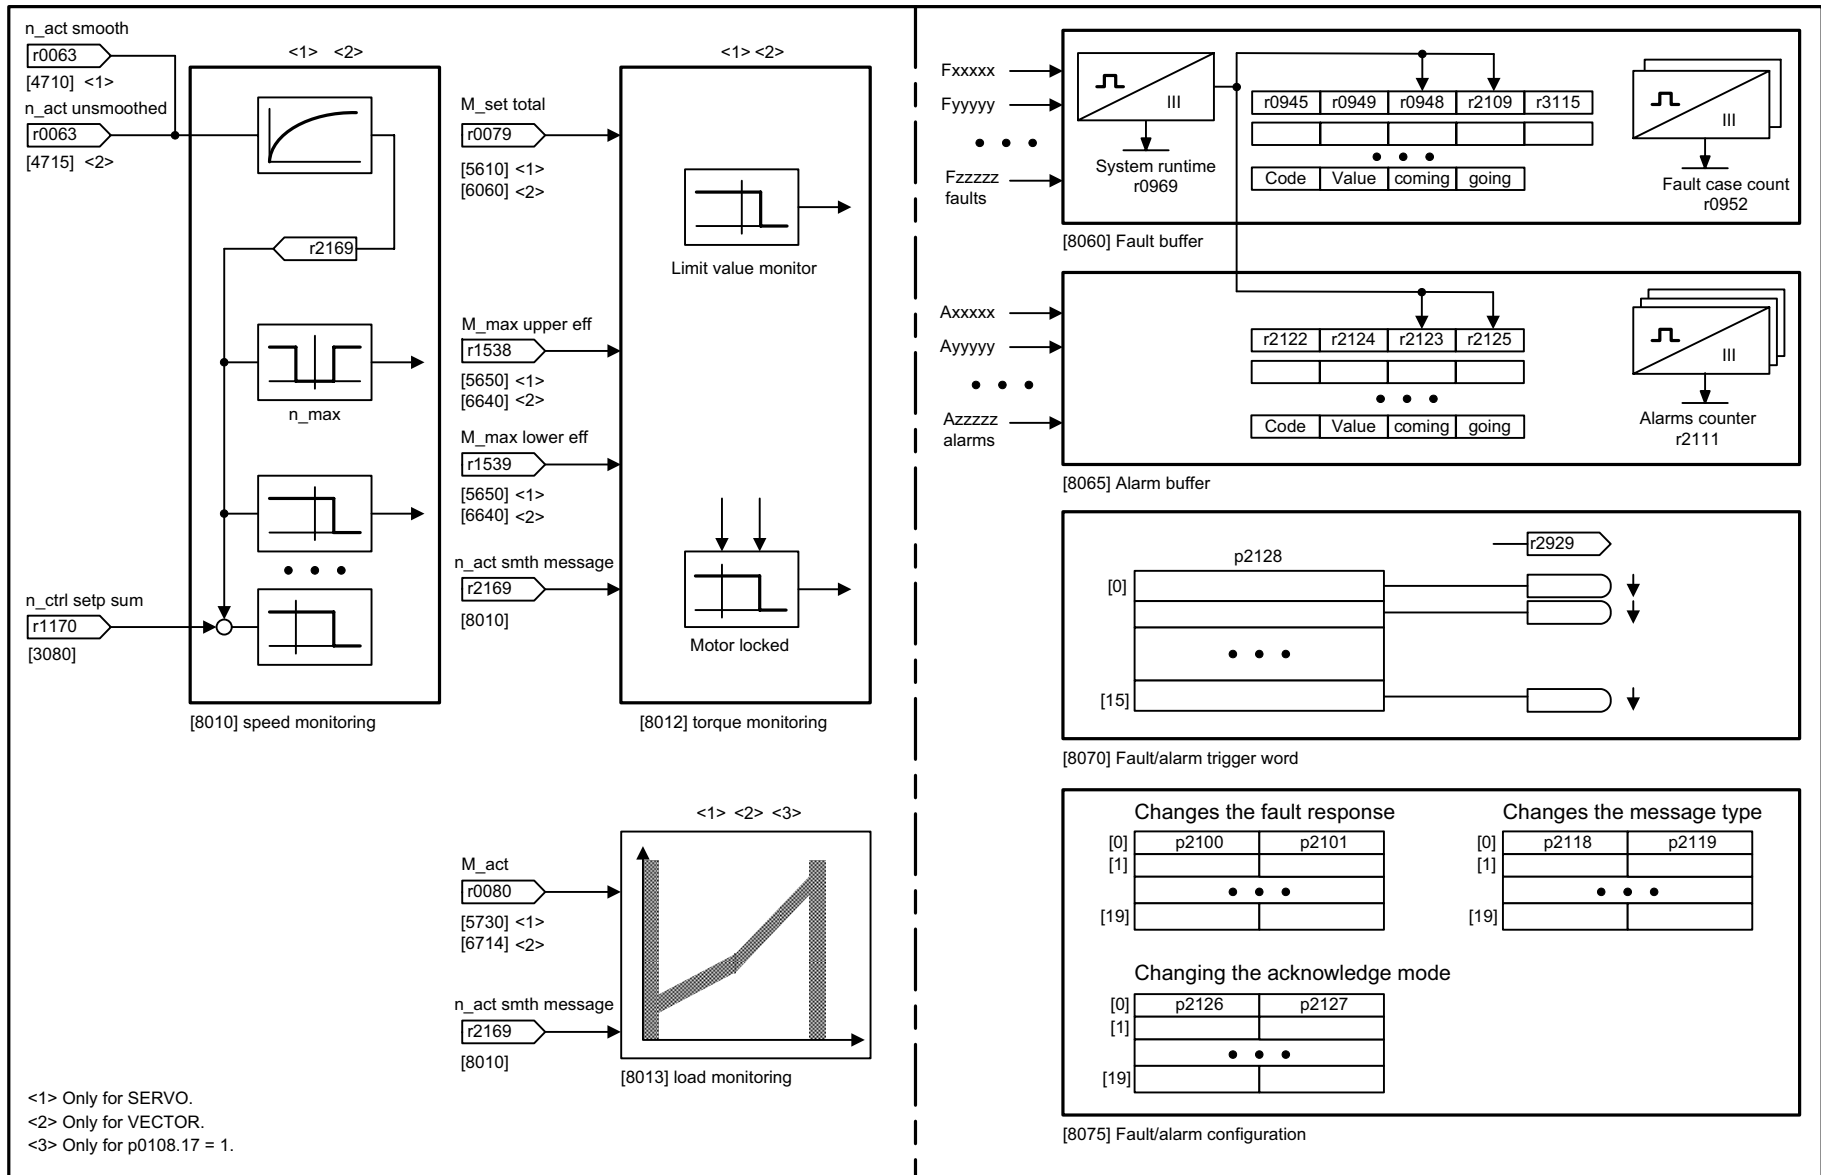 n_act smooth
r0063
[4710] <1>
n_act unsmoothed
r0063
[4715] <2>
<1> <2>
r2169
n_max
n_ctrl setp sum
r1170
[3080]
[8010] speed monitoring
<1> <2>
M_set total
r0079
[5610] <1>
[6060] <2>
Limit value monitor
M_max upper eff
r1538
[5650] <1>
[6640] <2>
M_max lower eff
r1539
[5650] <1>
[6640] <2>
n_act smth message
r2169
[8010]
Motor locked
[8012] torque monitoring
<1> <2> <3>
M_act
r0080
[5730] <1>
[6714] <2>
n_act smth message
r2169
[8010]
[8013] load monitoring
<1> Only for SERVO.
<2> Only for VECTOR.
<3> Only for p0108.17 = 1.
Fxxxxx
Fyyyyy
Fzzzzz
faults
III
System runtime
r0969
r0945 r0949 r0948 r2109 r3115
Code Value coming going
III
Fault case count
r0952
[8060] Fault buffer
Axxxxx
Ayyyyy
Azzzzz
alarms
r2122 r2124 r2123 r2125
Code Value coming going
III
Alarms counter
r2111
[8065] Alarm buffer
p2128
r2929
[0]
[15]
[8070] Fault/alarm trigger word
Changes the fault response
[0] p2100 p2101
[1]
[19]
Changes the message type
[0] p2118 p2119
[1]
[19]
Changing the acknowledge mode
[0] p2126 p2127
[1]
[19]
[8075] Fault/alarm configuration